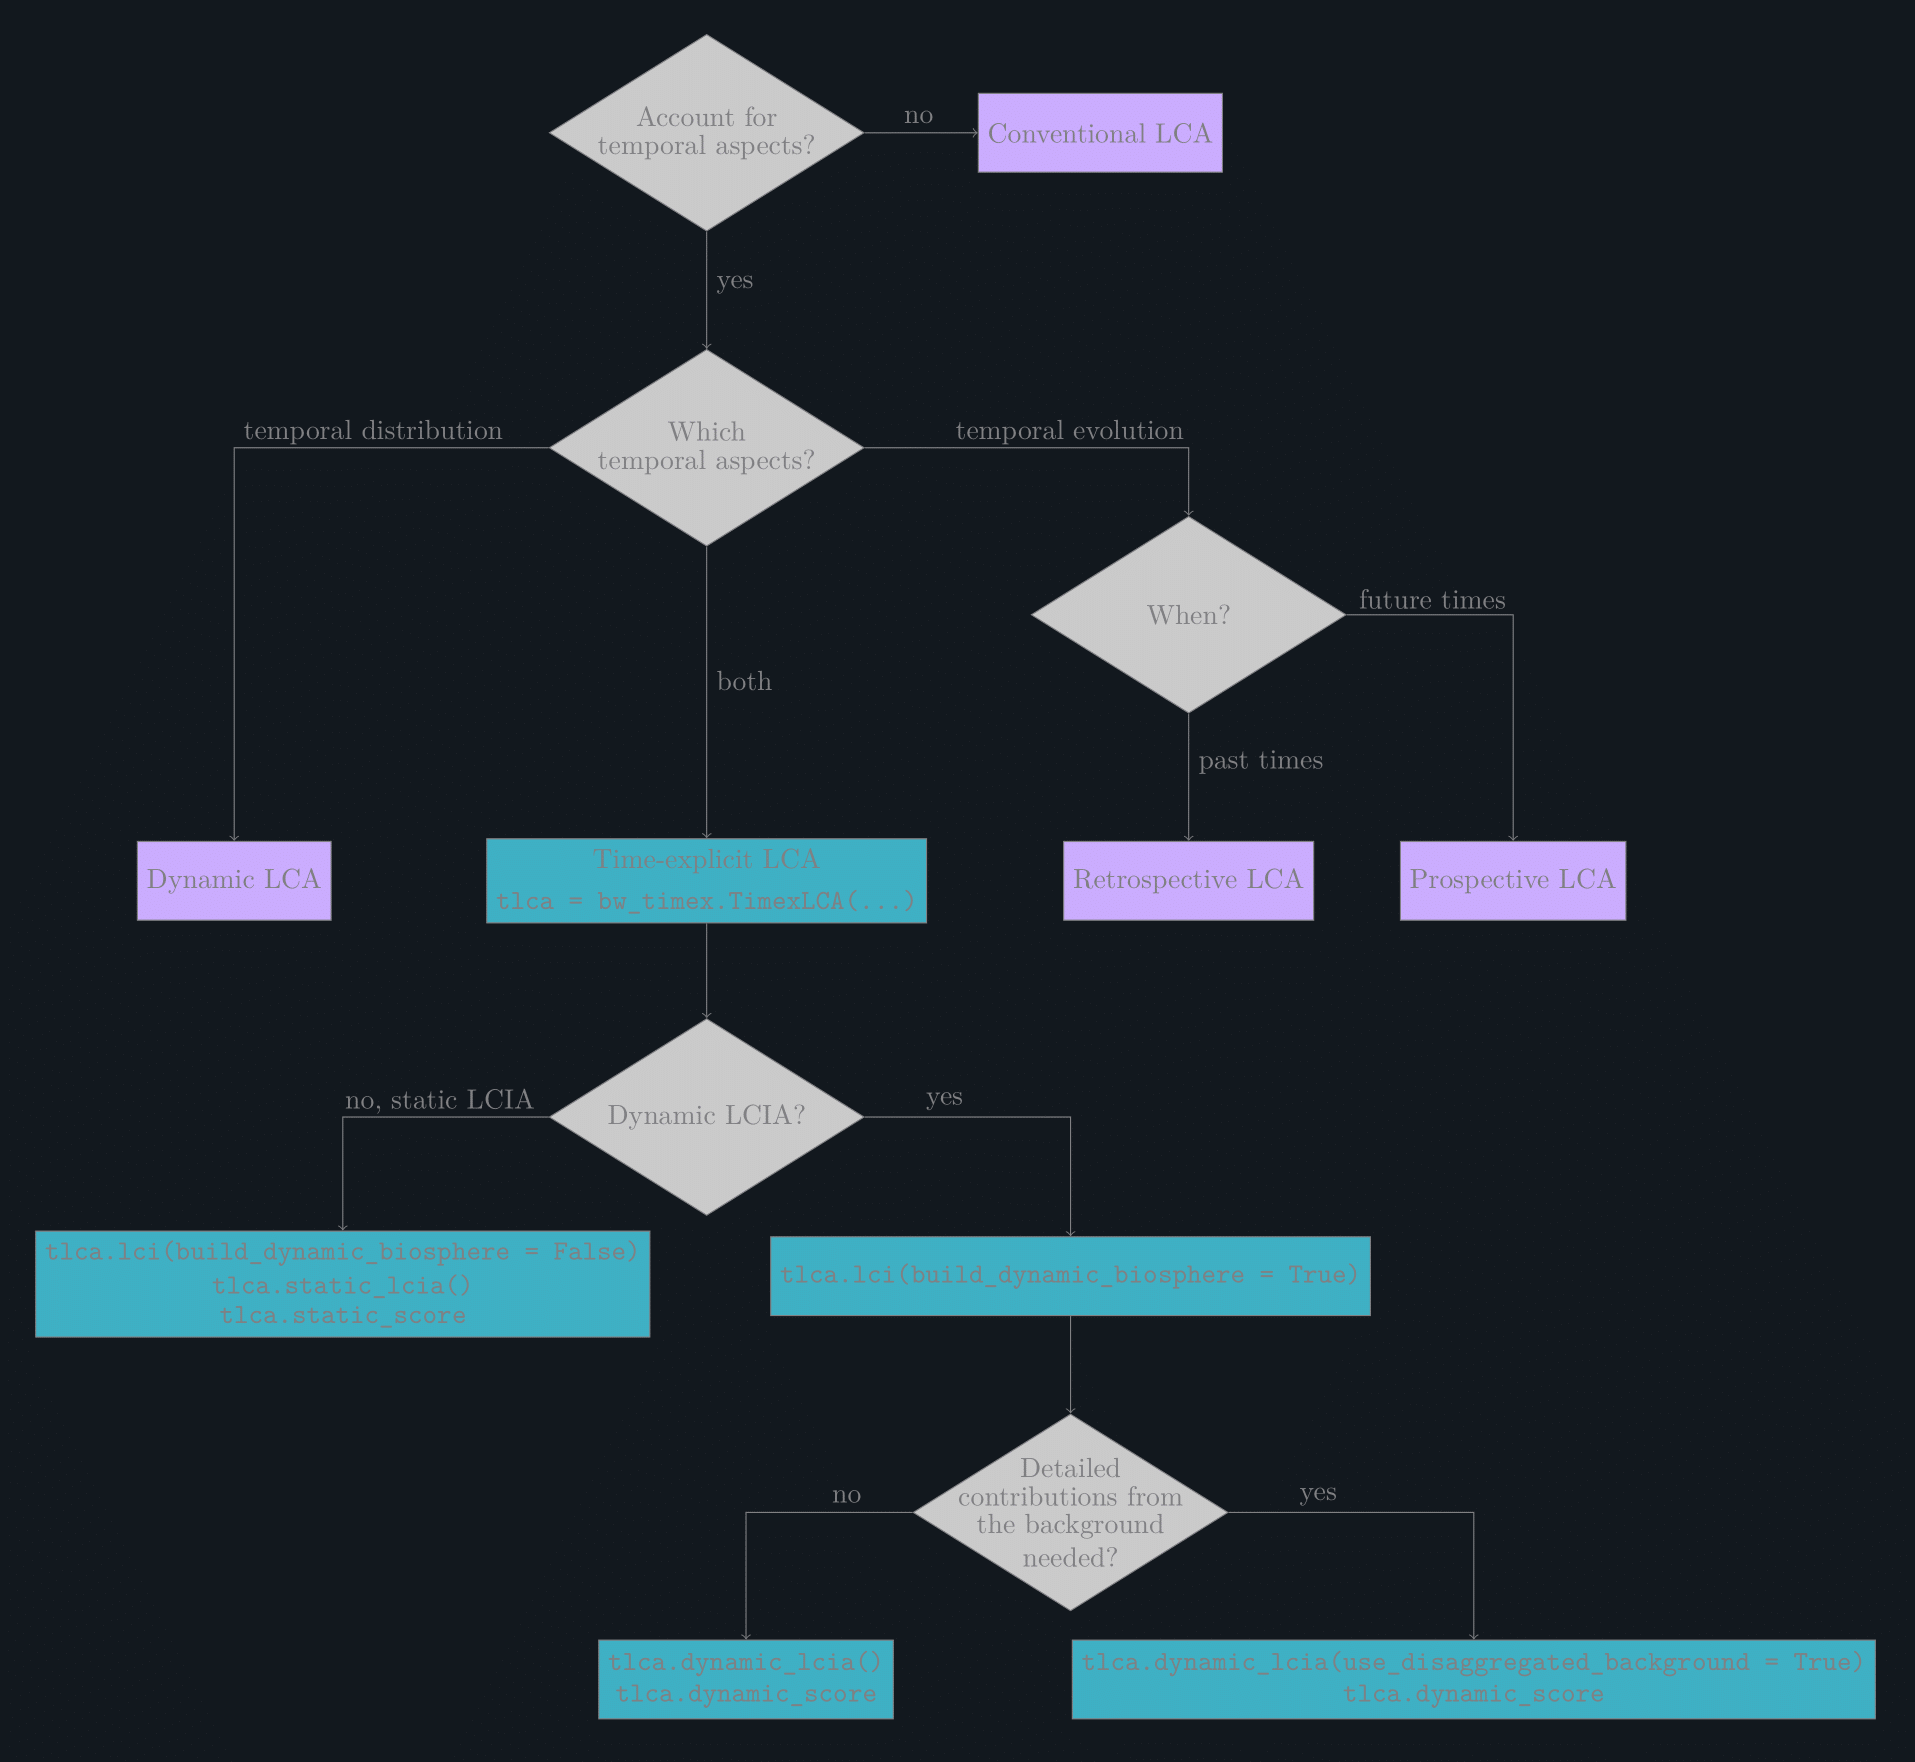 Account for
temporal aspects?
no
Conventional LCA
yes
temporal distribution
Which
temporal aspects?
temporal evolution
When?
future times
both
past times
Dynamic LCA
Time-explicit LCA
tlca = bw_timex.TimexLCA(...)
Retrospective LCA
Prospective LCA
no, static LCIA
Dynamic LCIA?
yes
tlca.lci(build_dynamic_biosphere = False)
tlca.static_lcia()
tlca.static_score
tlca.lci(build_dynamic_biosphere = True)
no
Detailed
contributions from
the background
needed?
yes
tlca.dynamic_lcia()
tlca.dynamic_score
tlca.dynamic_lcia(use_disaggregated_background = True)
tlca.dynamic_score